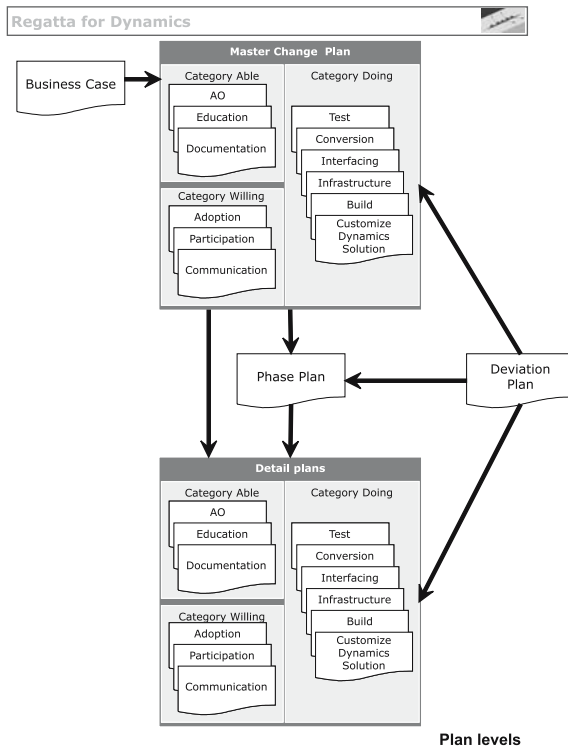 Regatta for Dynamics
Master Change Plan
Business Case
Category Able
AO
Education
Documentation
Category Willing
Adoption
Participation
Communication
Category Doing
Test
Conversion
Interfacing
Infrastructure
Build
Customize
Dynamics
Solution
Phase Plan
Deviation
Plan
Detail plans
Category Able
AO
Education
Documentation
Category Willing
Adoption
Participation
Communication
Category Doing
Test
Conversion
Interfacing
Infrastructure
Build
Customize
Dynamics
Solution
Plan levels